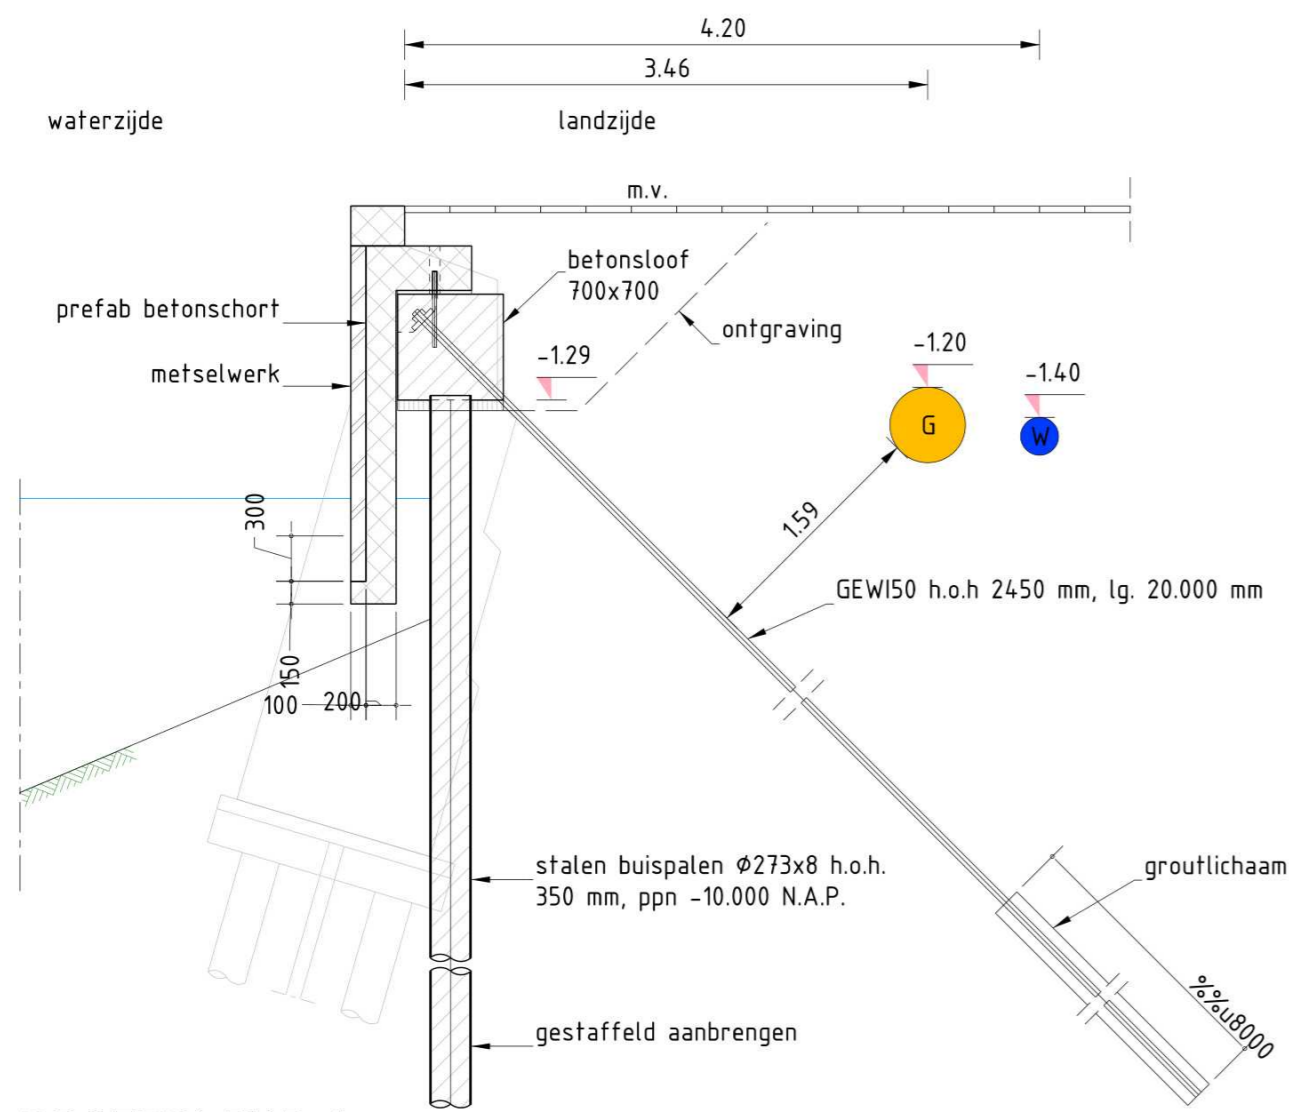 4.20
3.46
waterzijde
landzijde
m.v.
betonsloof
700x700
prefab betonschort
ontgraving
-1.29
-1.20
metselwerk
-1.40
G
W
300
1.59
GEWI50 h.o.h 2450 mm, lg. 20.000 mm
150
100
200
stalen buispalen Ø273x8 h.o.h.
350 mm, ppn -10.000 N.A.P.
groutlichaam
%%u8000
gestaffeld aanbrengen